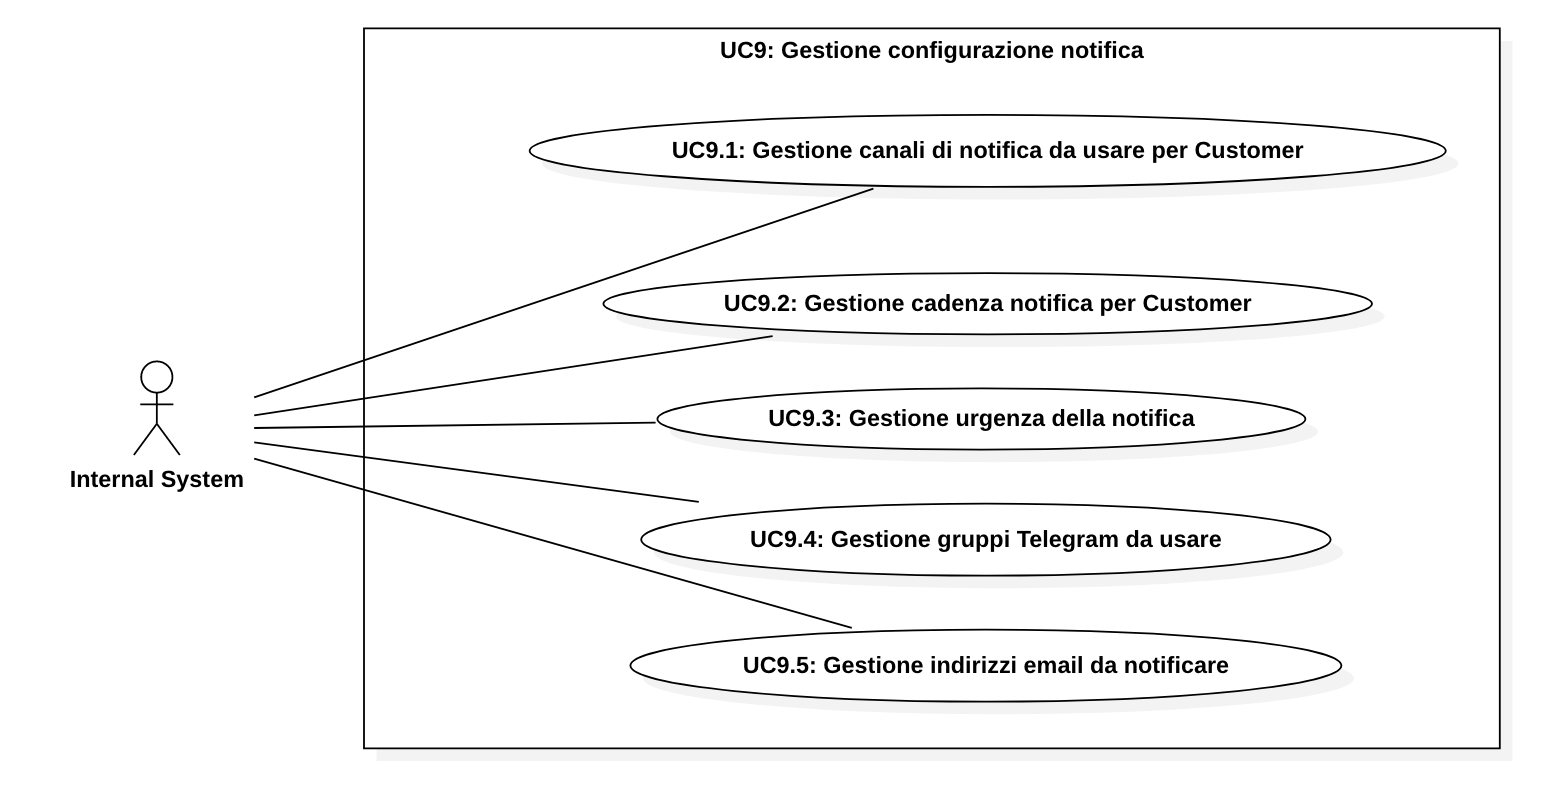 UC9: Gestione configurazione notifica
UC9.1: Gestione canali di notifica da usare per Customer
UC9.2: Gestione cadenza notifica per Customer
UC9.3: Gestione urgenza della notifica
Internal System
UC9.4: Gestione gruppi Telegram da usare
UC9.5: Gestione indirizzi email da notificare